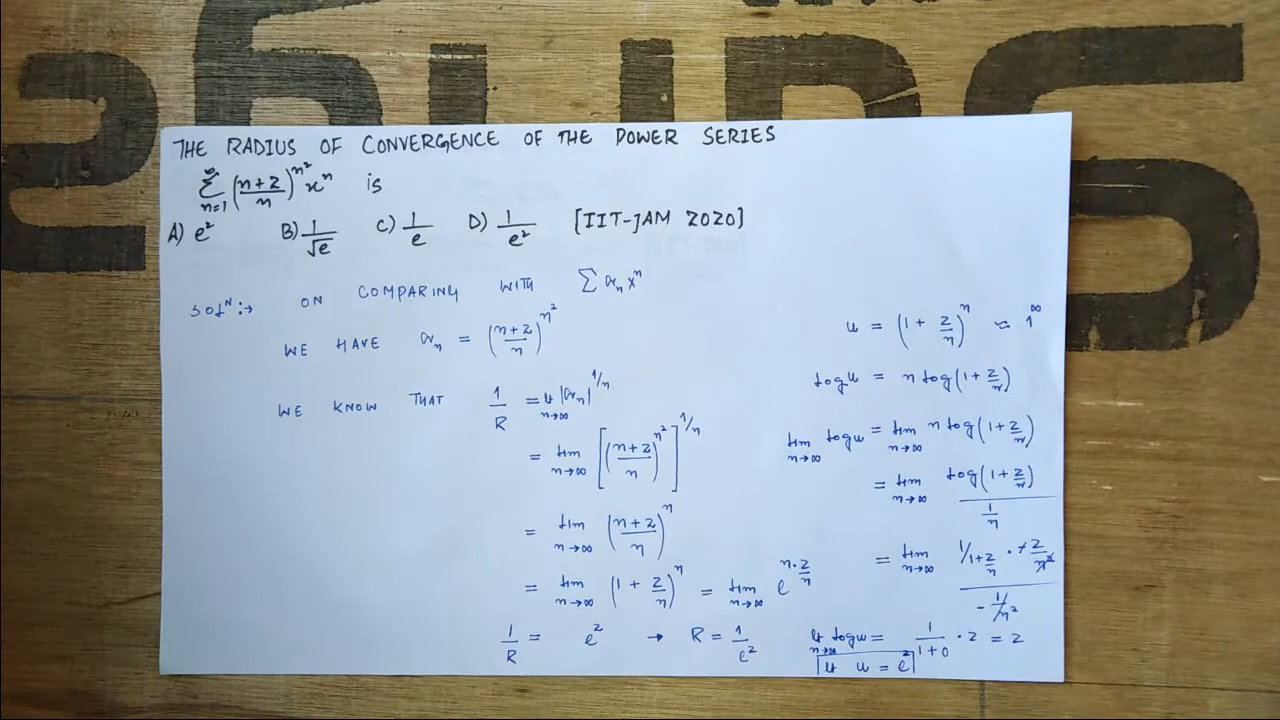 THE RADIUS OF CONVERGENCE OF THE POWER SERIES
∑_{n=1}^{∞} ((n+2)/n)^{n²} xⁿ is
A) e² B) 1/√e C) 1/e D) 1/e² [IIT-JAM 2020]
SOLᴺ:→ ON COMPARING WITH ∑ aₙ xⁿ
WE HAVE aₙ = ((n+2)/n)^{n²}
WE KNOW THAT 1/R = lt_{n→∞} |aₙ|^{1/n}
= lim_{n→∞} [((n+2)/n)^{n²}]^{1/n}
= lim_{n→∞} ((n+2)/n)^n
= lim_{n→∞} (1 + 2/n)^n = lim_{n→∞} e^{n·2/n}
1/R = e² → R = 1/e²
u = (1 + 2/n)^n ≈ 1^∞
log u = n log(1 + 2/n)
lim_{n→∞} log u = lim_{n→∞} n log(1 + 2/n)
= lim_{n→∞} log(1 + 2/n) / (1/n)
= lim_{n→∞} (1/(1+2/n) · -2/n²) / (-1/n²)
lt_{n→∞} log u = 1/(1+0) · 2 = 2
lt u = e²